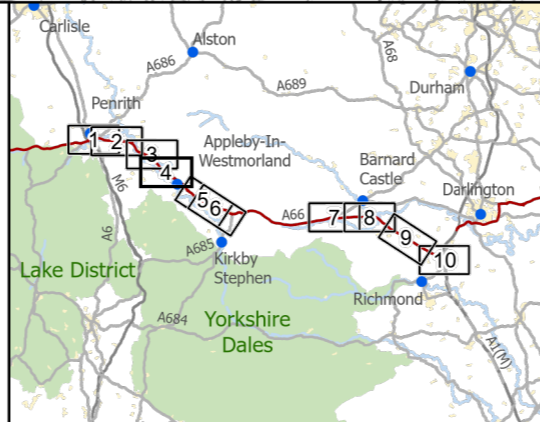 Carlisle
Alston
A686
A68
A689
Durham
Penrith
1
2
3
Appleby-In-
Westmorland
4
Barnard
Castle
Darlington
M6
5
6
A66
7
8
9
10
A6
A685
Kirkby
Stephen
Lake District
Richmond
A684
Yorkshire
Dales
A1(M)